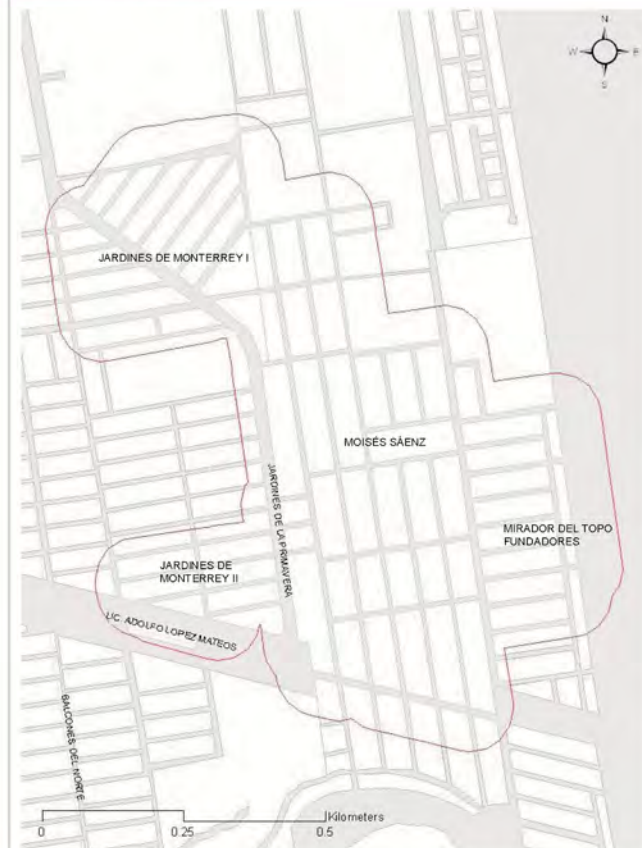 N
W E
S
JARDINES DE MONTERREY I
MOISÉS SÁENZ
JARDINES DE LA PRIMAVERA
MIRADOR DEL TOPO
FUNDADORES
JARDINES DE
MONTERREY II
LIC. ADOLFO LOPEZ MATEOS
BALCONES DEL NORTE
Kilometers
0 0.25 0.5